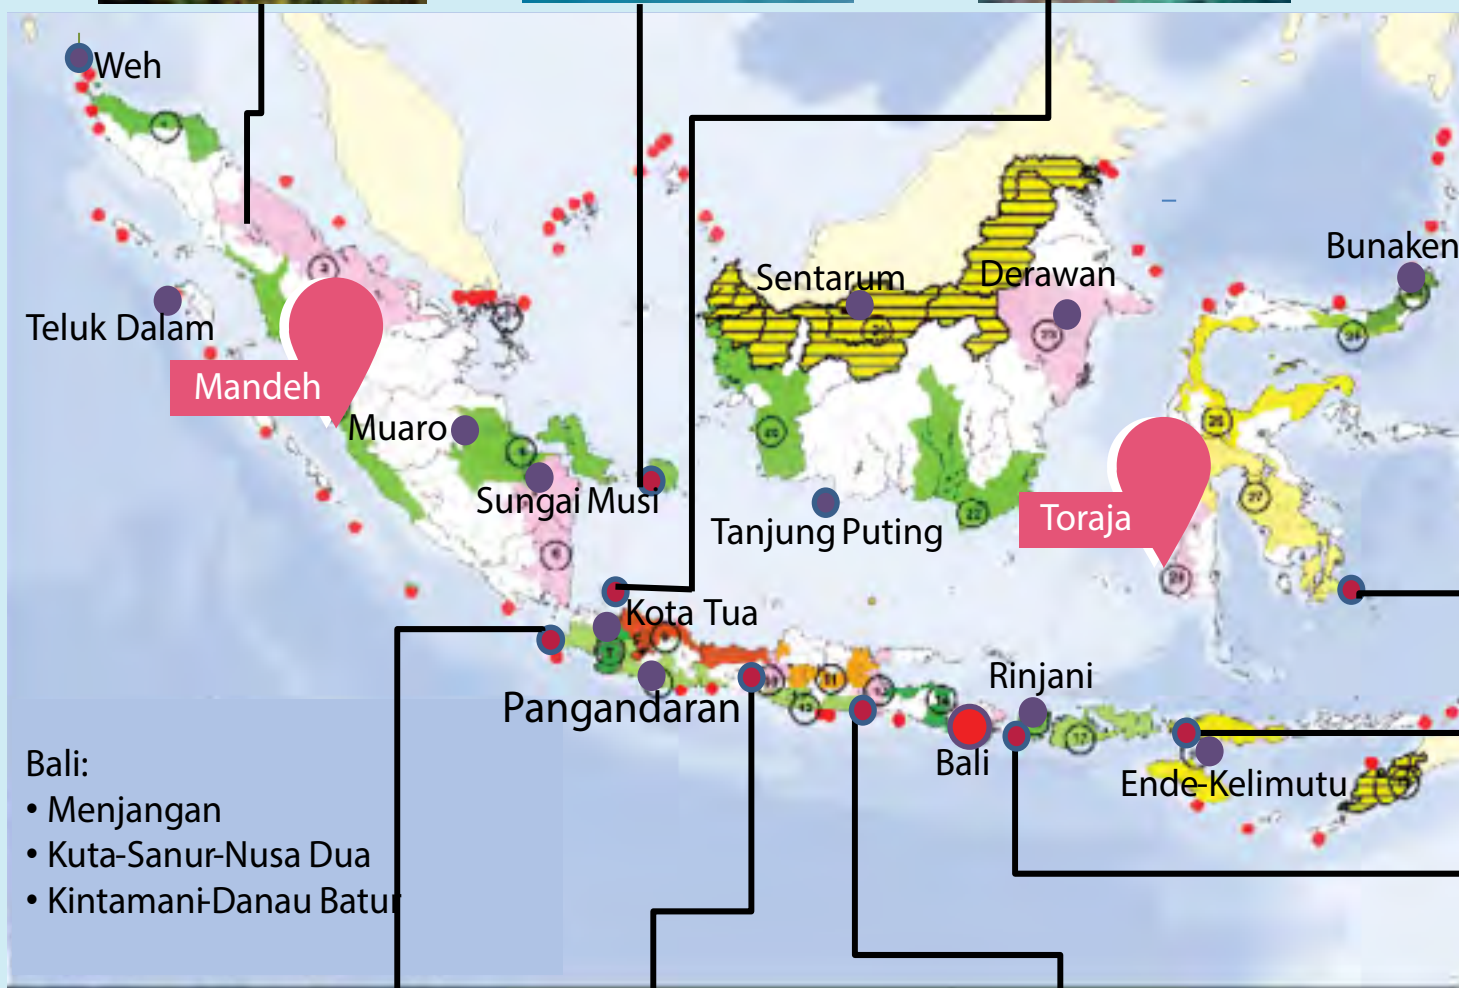 Weh
Bunaken
Sentarum
Derawan
Teluk Dalam
Mandeh
Muaro
Sungai Musi
Tanjung Puting
Toraja
Kota Tua
Rinjani
Pangandaran
Bali
Ende-Kelimutu
Bali:
• Menjangan
• Kuta-Sanur-Nusa Dua
• Kintamani-Danau Batur